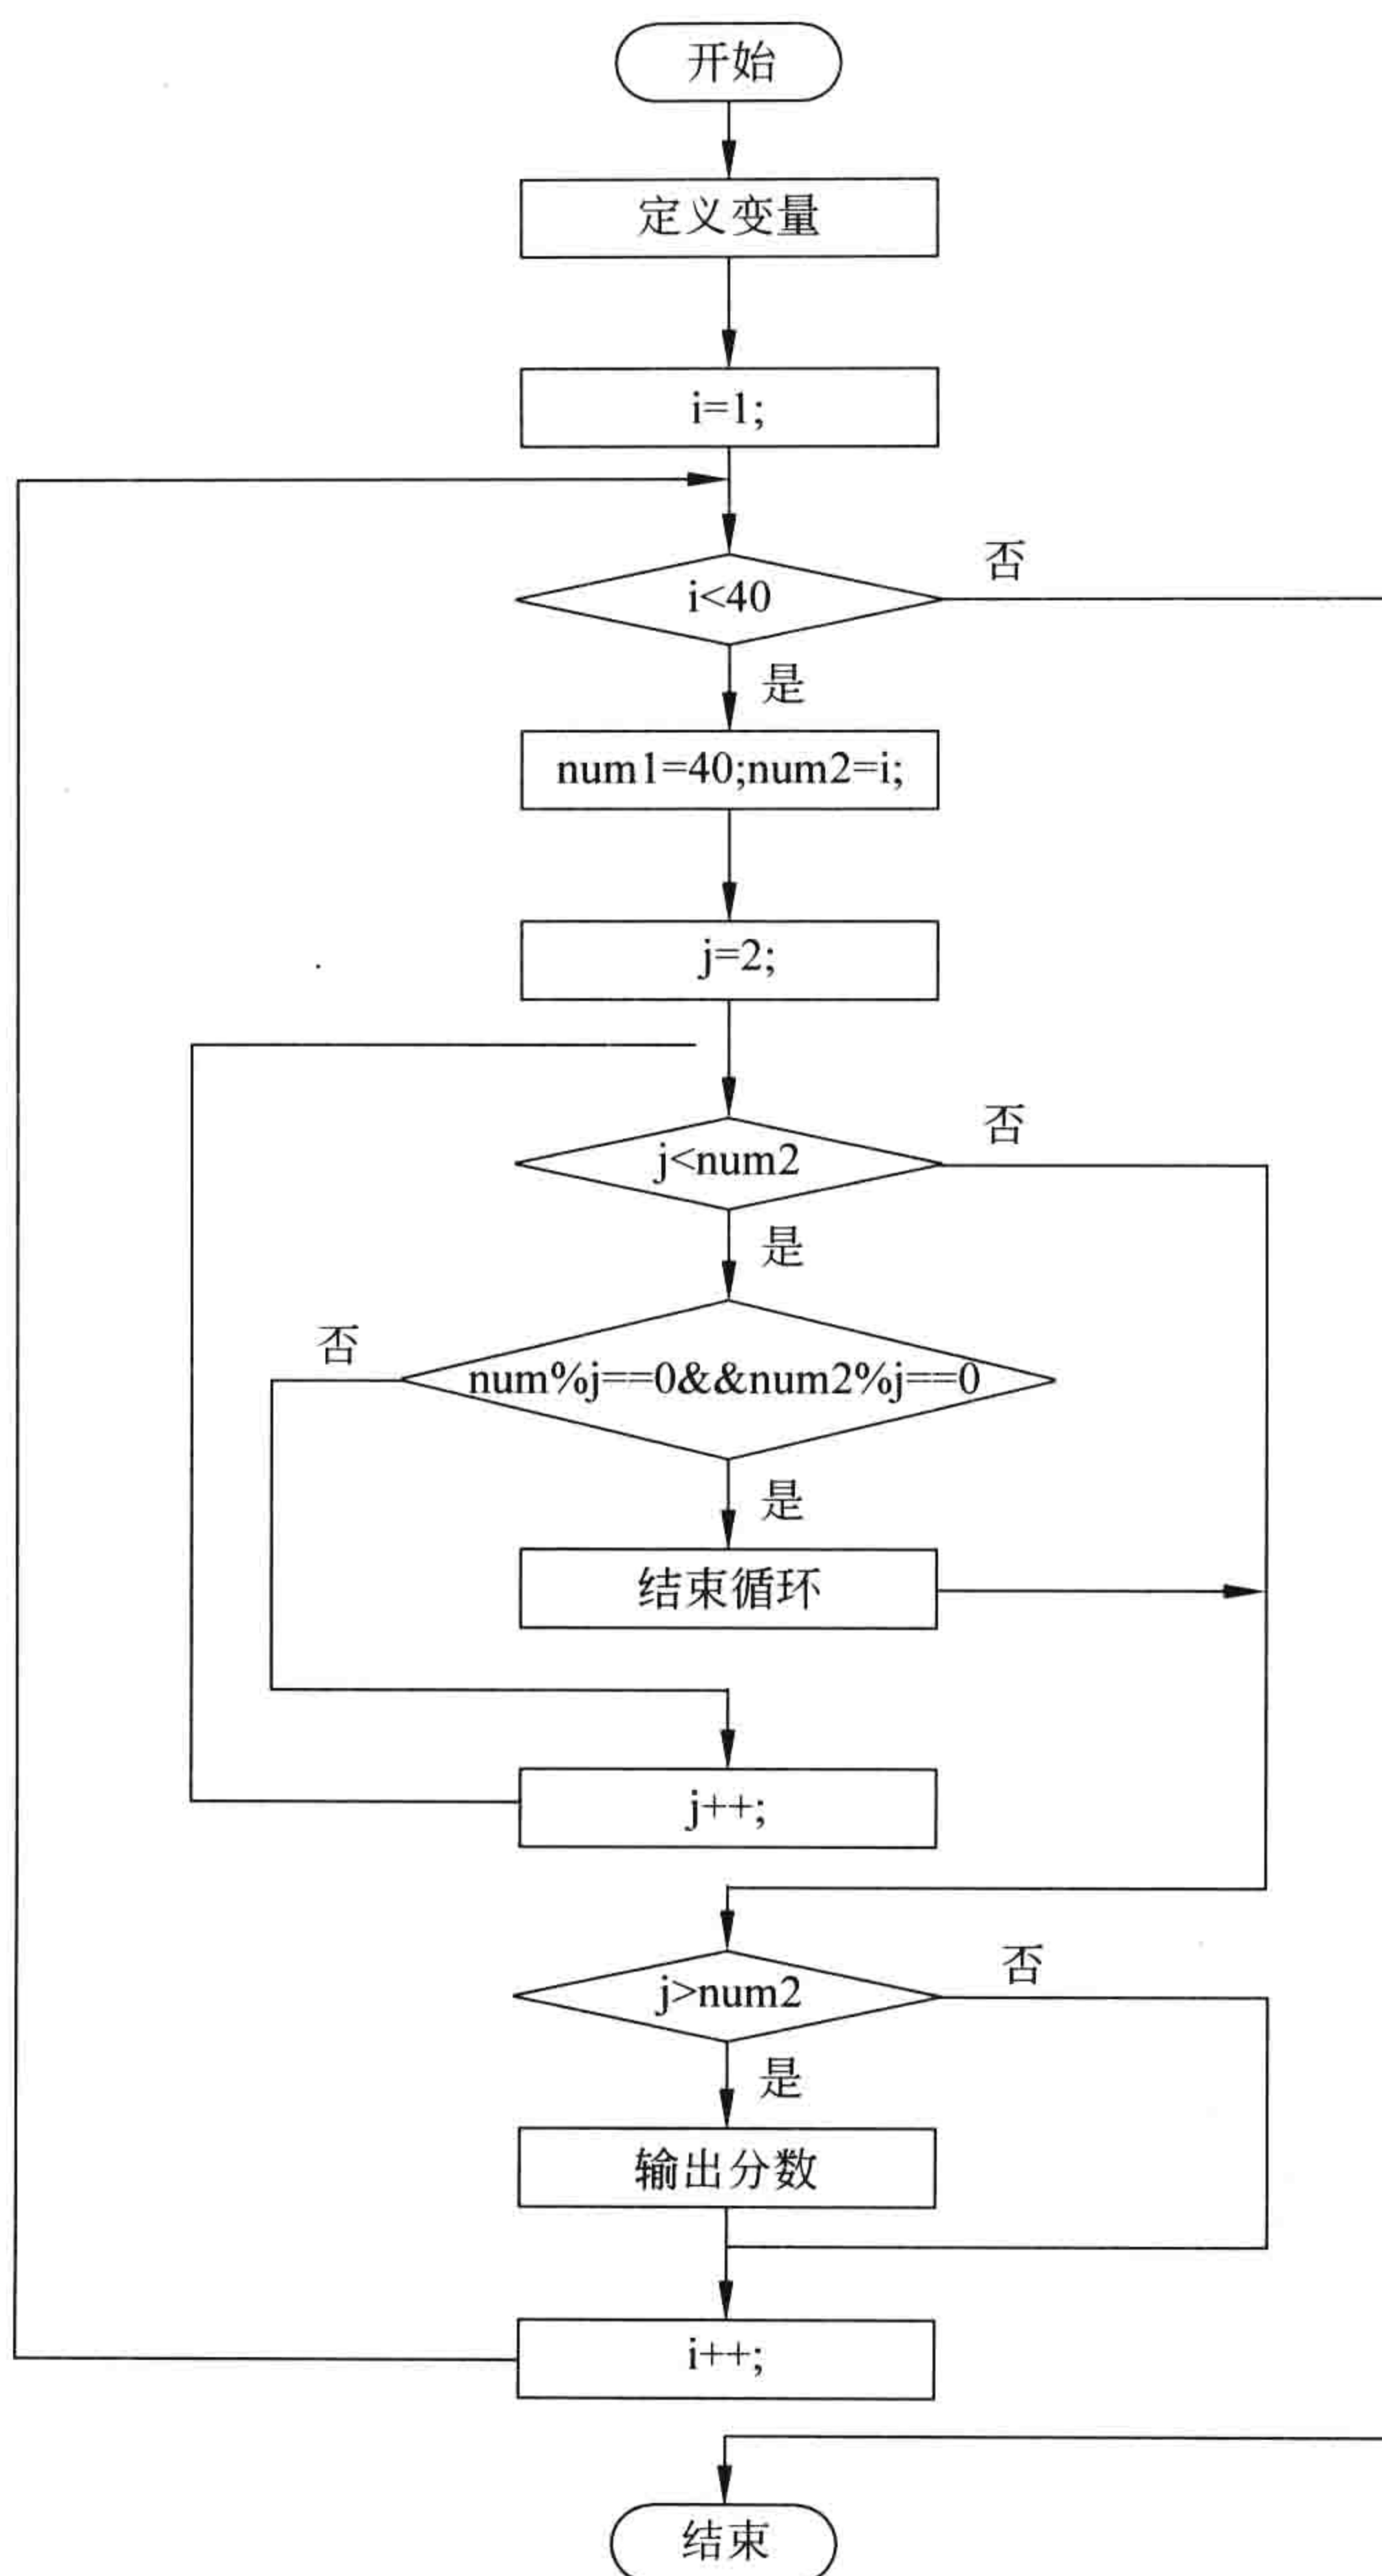 开始
定义变量
i=1;
i<40
否
是
num1=40;num2=i;
j=2;
j<num2
否
是
否
num%j==0&&num2%j==0
是
结束循环
j++;
j>num2
否
是
输出分数
i++;
结束